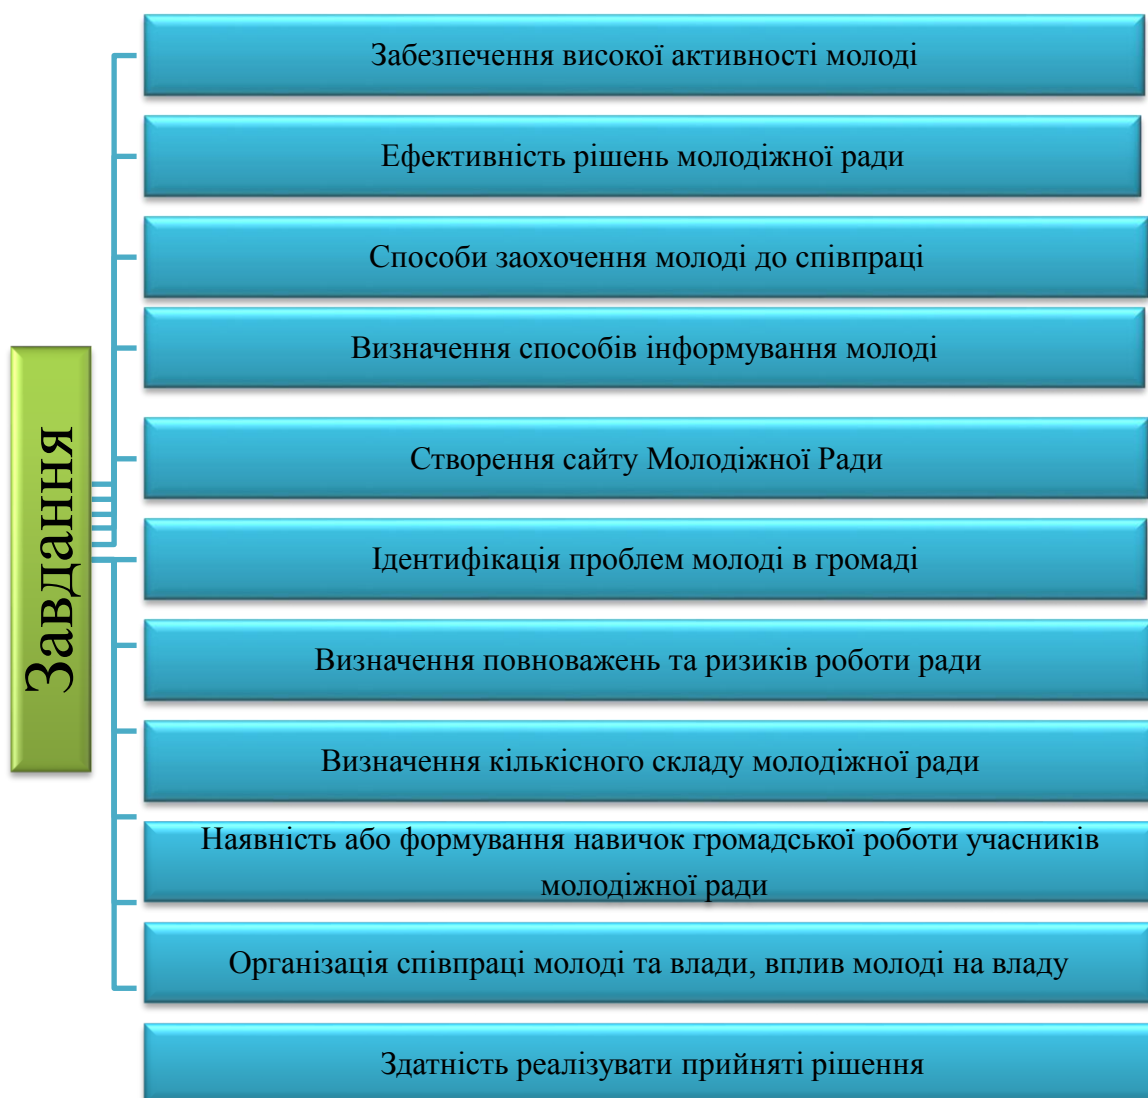 Завдання
Забезпечення високої активності молоді
Ефективність рішень молодіжної ради
Способи заохочення молоді до співпраці
Визначення способів інформування молоді
Створення сайту Молодіжної Ради
Ідентифікація проблем молоді в громаді
Визначення повноважень та ризиків роботи ради
Визначення кількісного складу молодіжної ради
Наявність або формування навичок громадської роботи учасників
молодіжної ради
Організація співпраці молоді та влади, вплив молоді на владу
Здатність реалізувати прийняті рішення